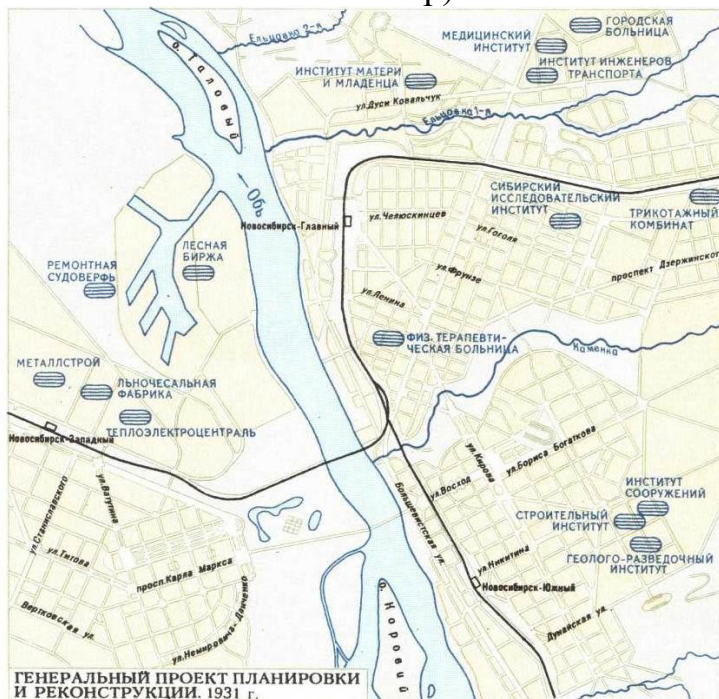 р)
ГОРОДСКАЯ
БОЛЬНИЦА
Ельцовка 2-я
о. Таловый
МЕДИЦИНСКИЙ
ИНСТИТУТ
ИНСТИТУТ ИНЖЕНЕРОВ
ТРАНСПОРТА
ИНСТИТУТ МАТЕРИ
И МЛАДЕНЦА
ул. Дуси Ковальчук
Ельцовка 1-я
←Обь
СИБИРСКИЙ
ИССЛЕДОВАТЕЛЬСКИЙ
ИНСТИТУТ
ТРИКОТАЖНЫЙ
КОМБИНАТ
Новосибирск-Главный
ул. Челюскинцев
ул. Гоголя
ул. Фрунзе
проспект Дзержинского
ЛЕСНАЯ
БИРЖА
РЕМОНТНАЯ
СУДОВЕРФЬ
ул. Ленина
ФИЗ. ТЕРАПЕВТИ-
ЧЕСКАЯ БОЛЬНИЦА
Каменка
МЕТАЛЛСТРОЙ
ЛЬНОЧЕСАЛЬНАЯ
ФАБРИКА
ТЕПЛОЭЛЕКТРОЦЕНТРАЛЬ
Новосибирск-Западный
ул. Кирова
ул. Бориса Богаткова
ул. Восход
Большевистская ул.
ИНСТИТУТ
СООРУЖЕНИЙ
СТРОИТЕЛЬНЫЙ
ИНСТИТУТ
ГЕОЛОГО-РАЗВЕДОЧНЫЙ
ИНСТИТУТ
ул. Станиславского
ул. Ватутина
ул. Титова
просп. Карла Маркса
Вертковская ул.
ул. Немировича-Данченко
ул. Никитина
Новосибирск-Южный
Дунайская ул.
о. Коровий
ГЕНЕРАЛЬНЫЙ ПРОЕКТ ПЛАНИРОВКИ
И РЕКОНСТРУКЦИИ. 1931 г.